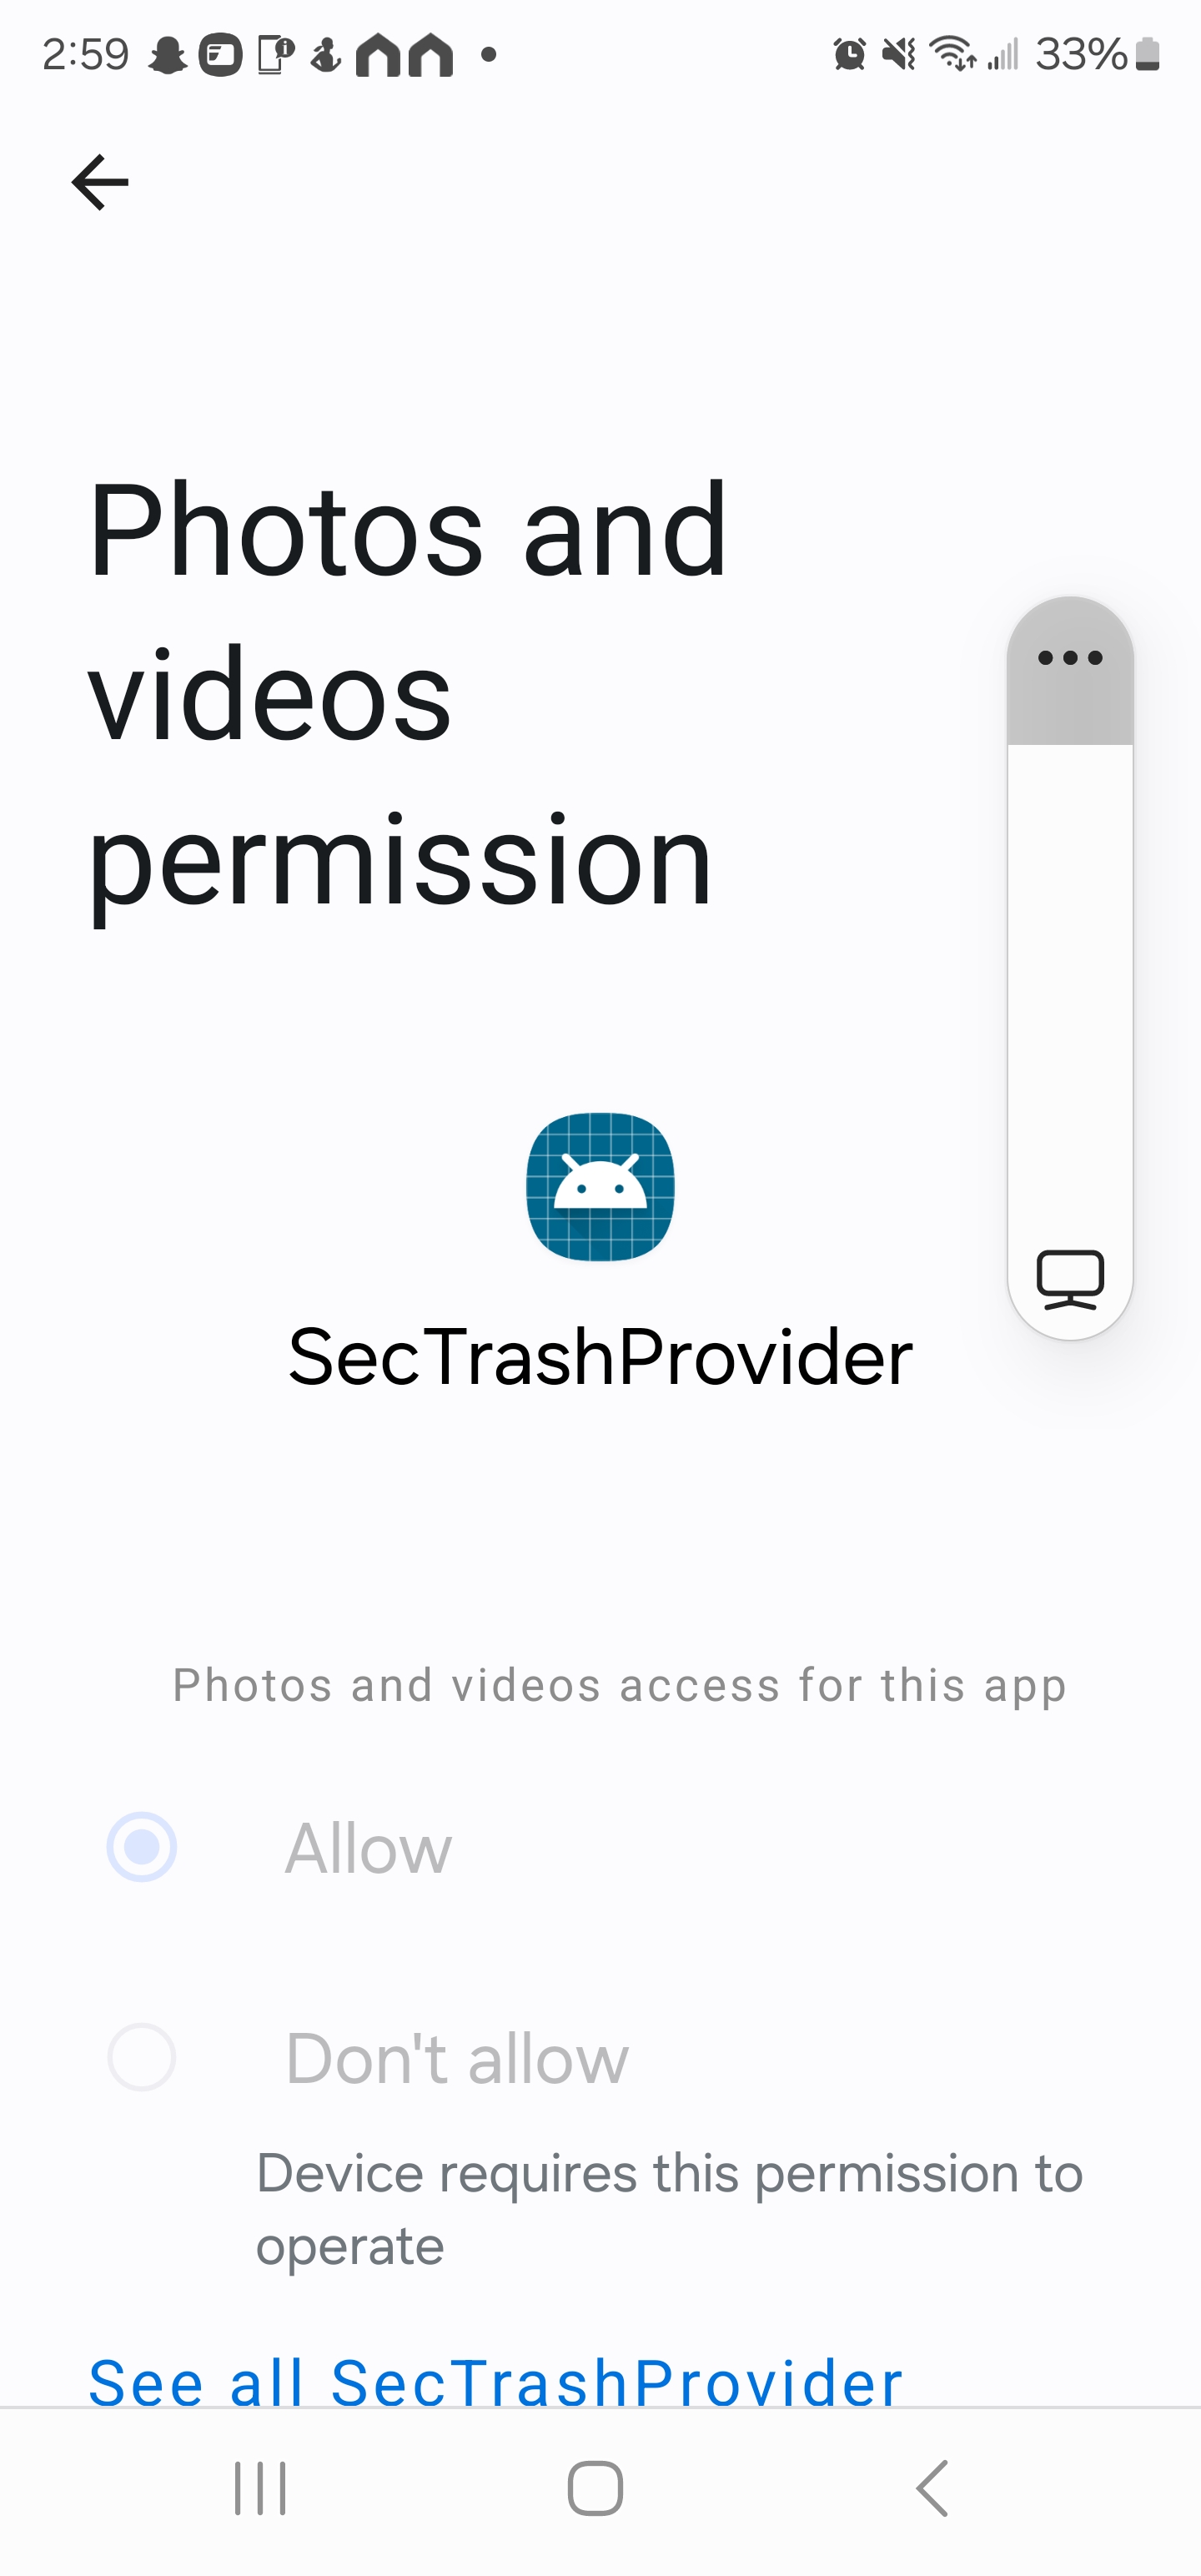 2:59
33%
Photos and
videos
permission
SecTrashProvider
Photos and videos access for this app
Allow
Don't allow
Device requires this permission to
operate
See all SecTrashProvider